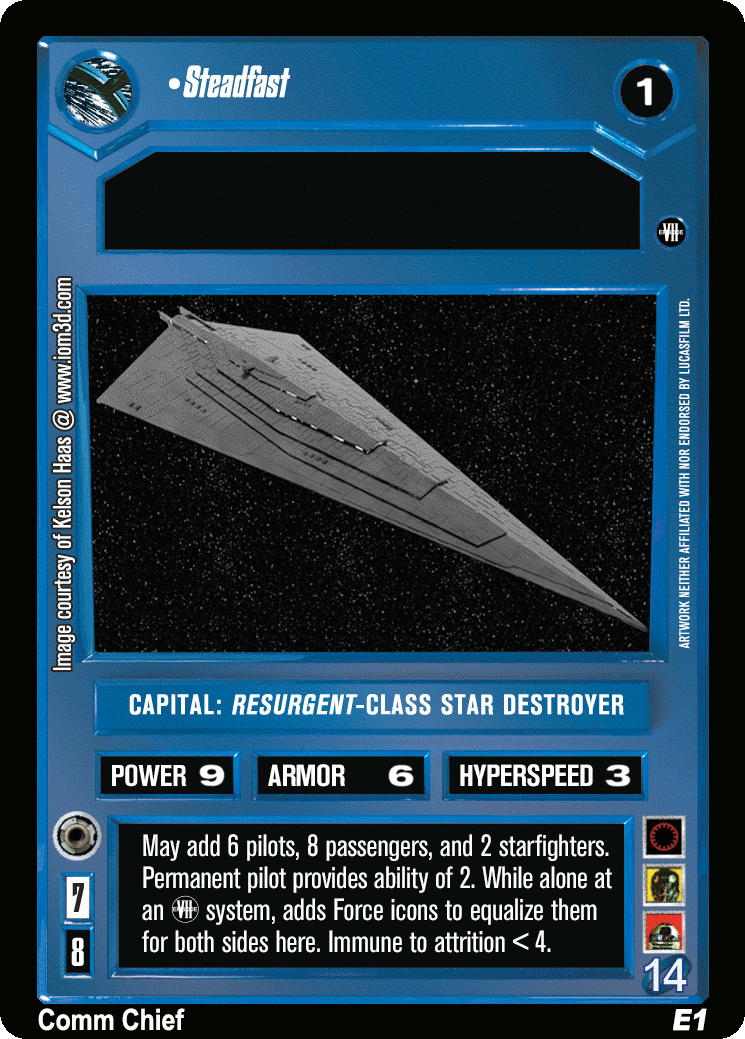 •Steadfast
1
EPISODE VII
Image courtesy of Kelson Haas @ www.iom3d.com
ARTWORK NEITHER AFFILIATED WITH NOR ENDORSED BY LUCASFILM LTD.
CAPITAL: RESURGENT-CLASS STAR DESTROYER
POWER 9
ARMOR 6
HYPERSPEED 3
May add 6 pilots, 8 passengers, and 2 starfighters.
Permanent pilot provides ability of 2. While alone at
an EPISODE VII system, adds Force icons to equalize them
for both sides here. Immune to attrition < 4.
7
8
14
Comm Chief
E1